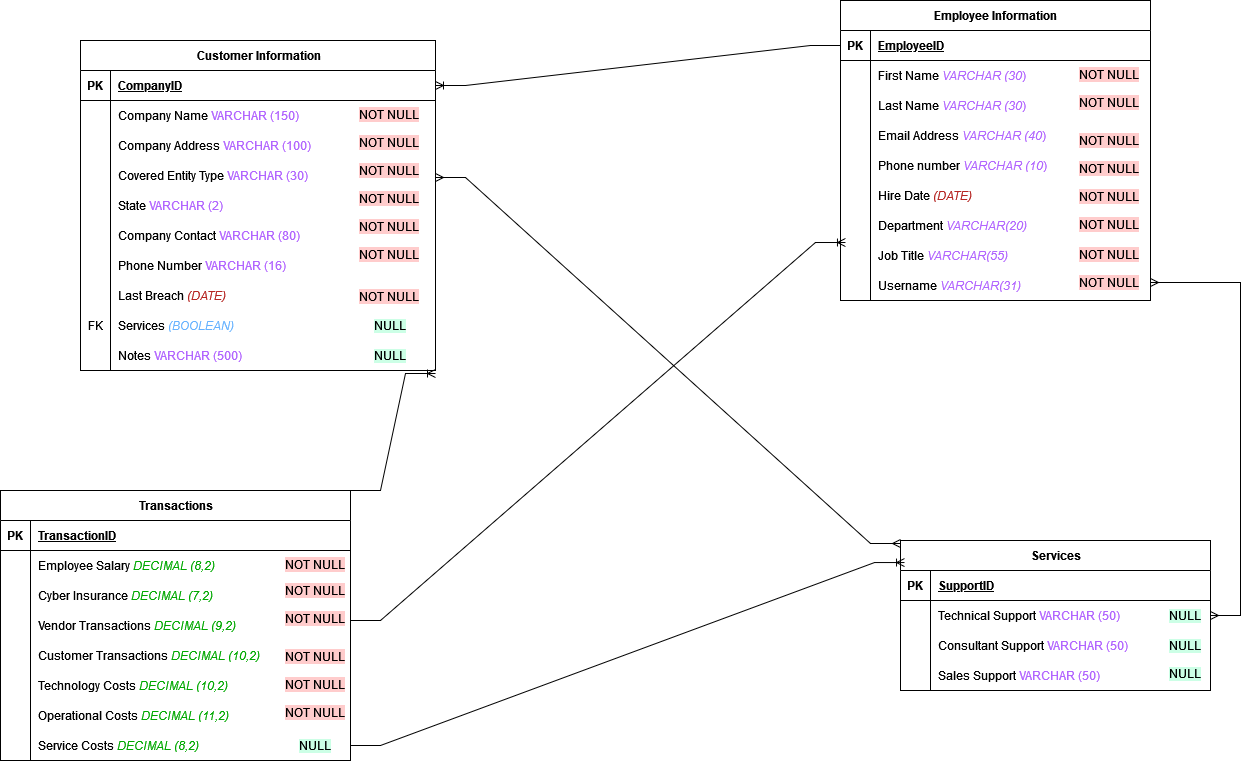 Customer Information
PK CompanyID
Company Name VARCHAR (150) NOT NULL
Company Address VARCHAR (100) NOT NULL
Covered Entity Type VARCHAR (30) NOT NULL
State VARCHAR (2) NOT NULL
Company Contact VARCHAR (80) NOT NULL
Phone Number VARCHAR (16) NOT NULL
Last Breach (DATE) NOT NULL
FK Services (BOOLEAN) NULL
Notes VARCHAR (500) NULL
Employee Information
PK EmployeeID
First Name VARCHAR (30) NOT NULL
Last Name VARCHAR (30) NOT NULL
Email Address VARCHAR (40) NOT NULL
Phone number VARCHAR (10) NOT NULL
Hire Date (DATE) NOT NULL
Department VARCHAR(20) NOT NULL
Job Title VARCHAR(55) NOT NULL
Username VARCHAR(31) NOT NULL
Transactions
PK TransactionID
Employee Salary DECIMAL (8,2) NOT NULL
Cyber Insurance DECIMAL (7,2) NOT NULL
Vendor Transactions DECIMAL (9,2) NOT NULL
Customer Transactions DECIMAL (10,2) NOT NULL
Technology Costs DECIMAL (10,2) NOT NULL
Operational Costs DECIMAL (11,2) NOT NULL
Service Costs DECIMAL (8,2) NULL
Services
PK SupportID
Technical Support VARCHAR (50) NULL
Consultant Support VARCHAR (50) NULL
Sales Support VARCHAR (50) NULL